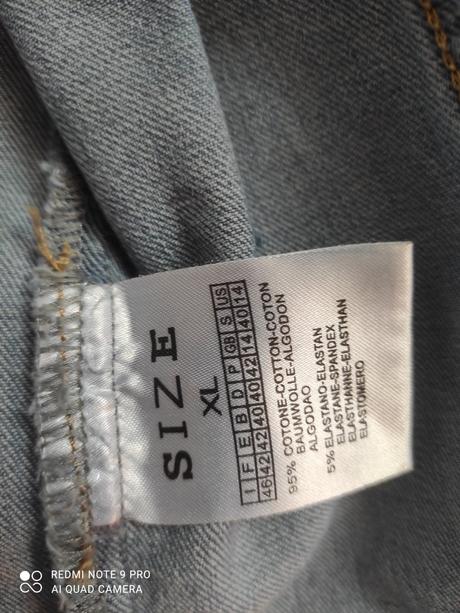 SIZE
XL
I F E B D P GB S US
46 42 42 40 40 42 14 40 14
95% COTONE-COTTON-COTON
BAUMWOLLE-ALGODON
ALGODAO
5% ELASTANO-ELASTAN
ELASTANE-SPANDEX
ELASTHANNE-ELASTHAN
ELASTOMERO
REDMI NOTE 9 PRO
AI QUAD CAMERA